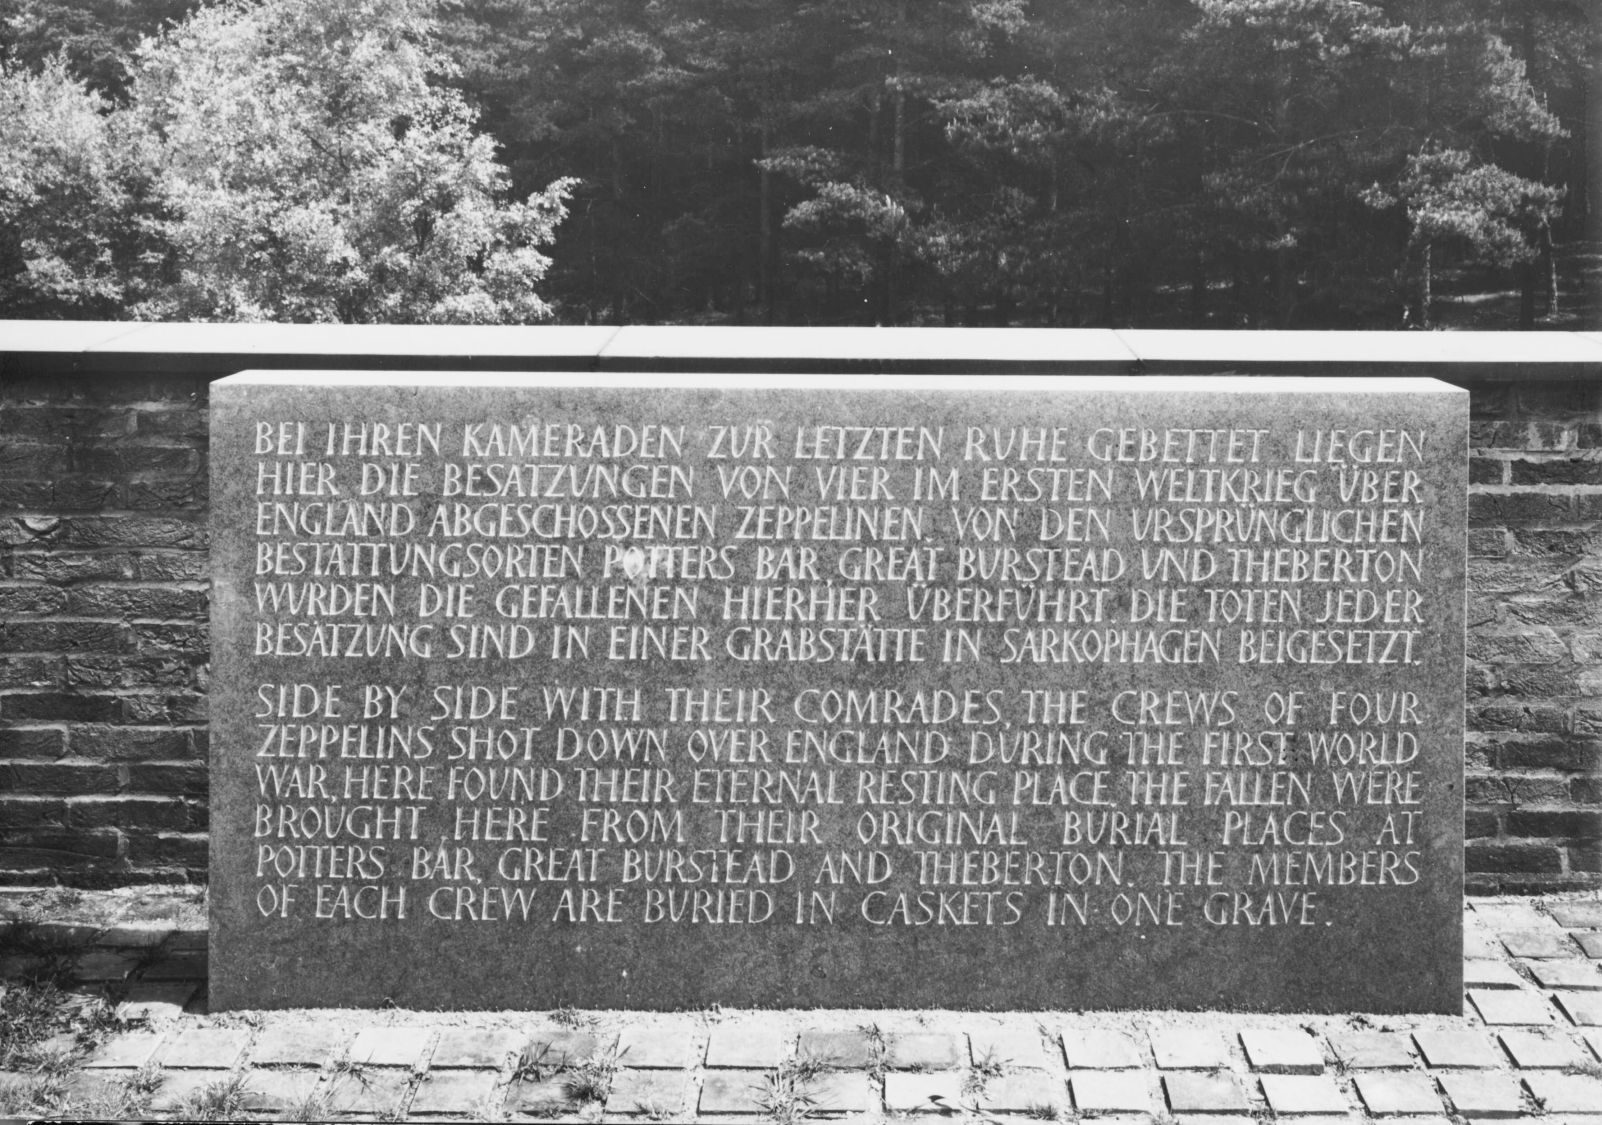 BEI IHREN KAMERADEN ZUR LETZTEN RUHE GEBETTET LIEGEN
HIER DIE BESATZUNGEN VON VIER IM ERSTEN WELTKRIEG ÜBER
ENGLAND ABGESCHOSSENEN ZEPPELINEN. VON DEN URSPRÜNGLICHEN
BESTATTUNGSORTEN POTTERS BAR, GREAT BURSTEAD UND THEBERTON
WURDEN DIE GEFALLENEN HIERHER ÜBERFÜHRT. DIE TOTEN JEDER
BESATZUNG SIND IN EINER GRABSTÄTTE IN SARKOPHAGEN BEIGESETZT.
SIDE BY SIDE WITH THEIR COMRADES, THE CREWS OF FOUR
ZEPPELINS SHOT DOWN OVER ENGLAND DURING THE FIRST WORLD
WAR, HERE FOUND THEIR ETERNAL RESTING PLACE. THE FALLEN WERE
BROUGHT HERE FROM THEIR ORIGINAL BURIAL PLACES AT
POTTERS BAR, GREAT BURSTEAD AND THEBERTON. THE MEMBERS
OF EACH CREW ARE BURIED IN CASKETS IN ONE GRAVE.